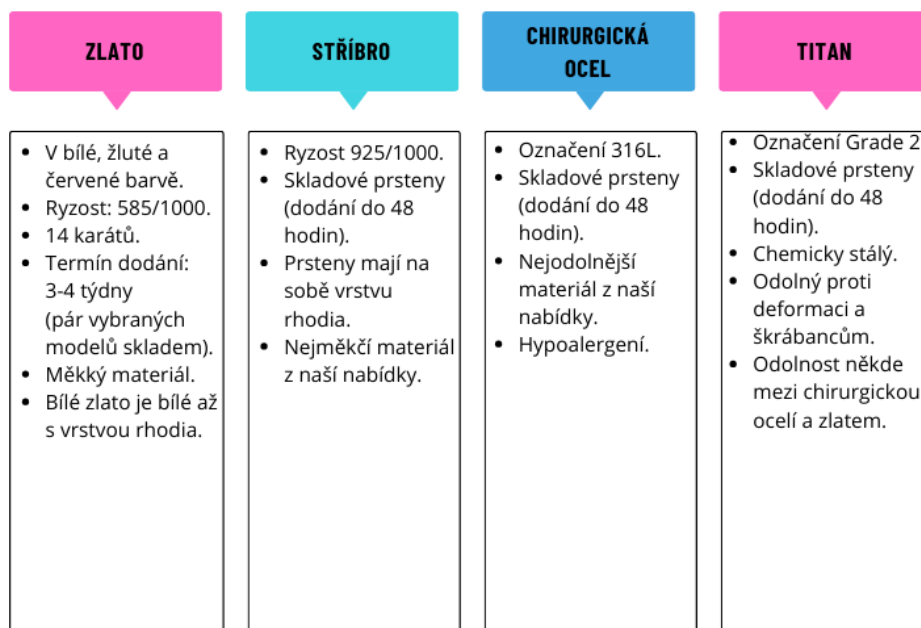 ZLATO
• V bílé, žluté a
červené barvě.
• Ryzost: 585/1000.
• 14 karátů.
• Termín dodání:
3-4 týdny
(pár vybraných
modelů skladem).
• Měkký materiál.
• Bílé zlato je bílé až
s vrstvou rhodia.
STŘÍBRO
• Ryzost 925/1000.
• Skladové prsteny
(dodání do 48
hodin).
• Prsteny mají na
sobě vrstvu
rhodia.
• Nejměkčí materiál
z naší nabídky.
CHIRURGICKÁ
OCEL
• Označení 316L.
• Skladové prsteny
(dodání do 48
hodin).
• Nejodolnější
materiál z naší
nabídky.
• Hypoalergení.
TITAN
• Označení Grade 2
• Skladové prsteny
(dodání do 48
hodin).
• Chemicky stálý.
• Odolný proti
deformaci a
škrábancům.
• Odolnost někde
mezi chirurgickou
ocelí a zlatem.